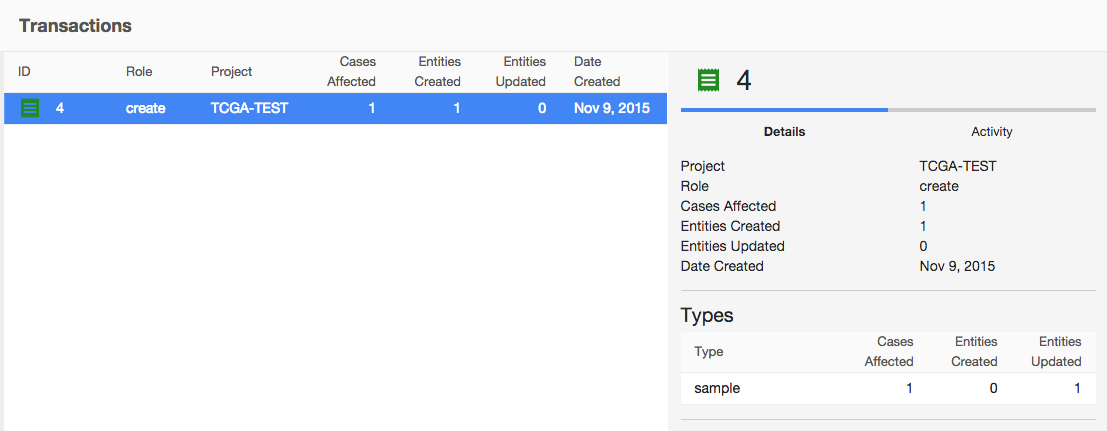 Transactions
ID Role Project Cases Affected Entities Created Entities Updated Date Created
4 create TCGA-TEST 1 1 0 Nov 9, 2015
4
Details Activity
Project TCGA-TEST
Role create
Cases Affected 1
Entities Created 1
Entities Updated 0
Date Created Nov 9, 2015
Types
Type Cases Affected Entities Created Entities Updated
sample 1 0 1